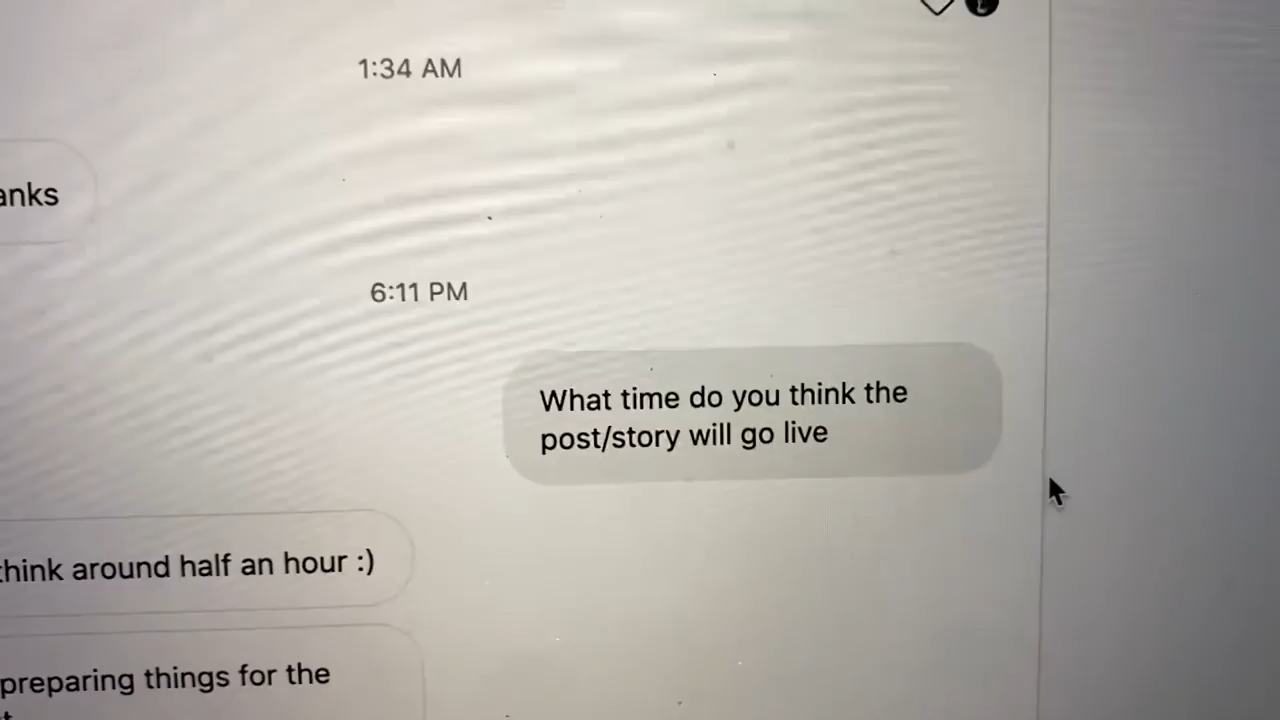 1:34 AM
anks
6:11 PM
What time do you think the
post/story will go live
think around half an hour :)
preparing things for the